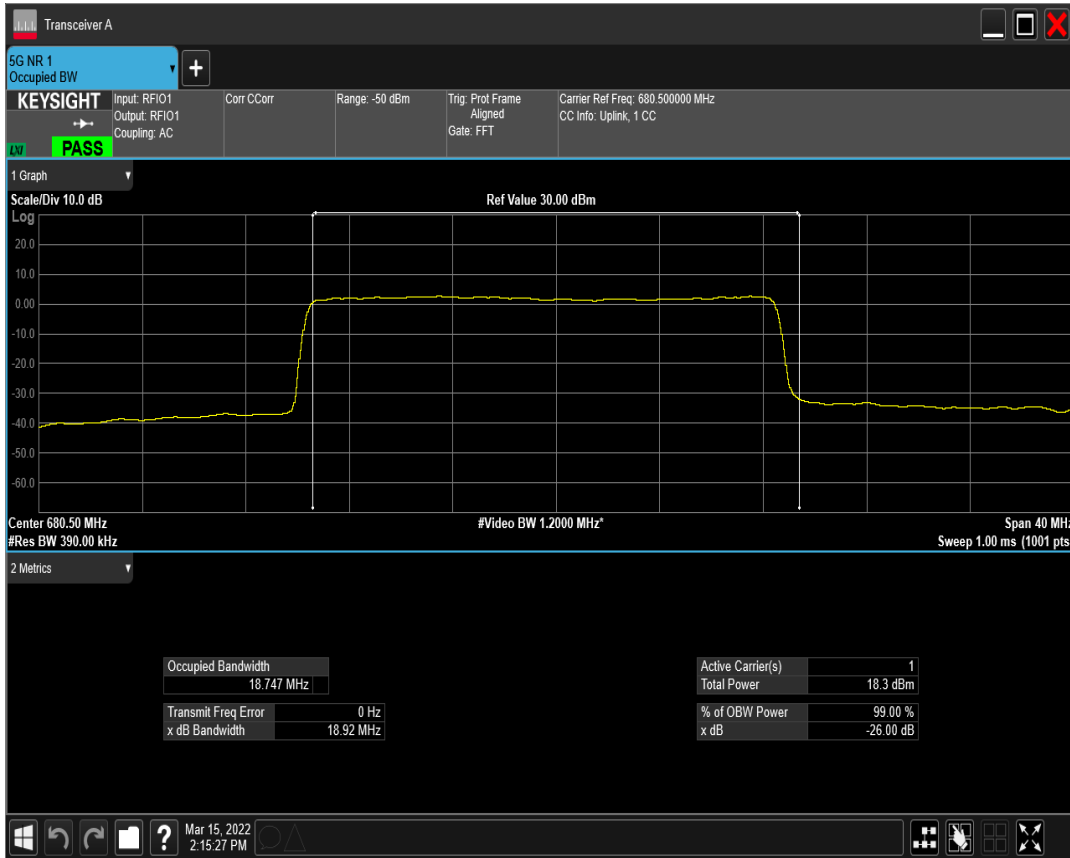 Transceiver A
5G NR 1
Occupied BW
+
KEYSIGHT
LXI
PASS
Input: RFIO1
Output: RFIO1
Coupling: AC
Corr CCorr
Range: -50 dBm
Trig: Prot Frame
Aligned
Gate: FFT
Carrier Ref Freq: 680.500000 MHz
CC Info: Uplink, 1 CC
1 Graph
Scale/Div 10.0 dB
Ref Value 30.00 dBm
Log
20.0
10.0
0.00
-10.0
-20.0
-30.0
-40.0
-50.0
-60.0
Center 680.50 MHz
#Video BW 1.2000 MHz*
Span 40 MHz
#Res BW 390.00 kHz
Sweep 1.00 ms (1001 pts
2 Metrics
Occupied Bandwidth
18.747 MHz
Transmit Freq Error 0 Hz
x dB Bandwidth 18.92 MHz
Active Carrier(s) 1
Total Power 18.3 dBm
% of OBW Power 99.00 %
x dB -26.00 dB
?
Mar 15, 2022
2:15:27 PM